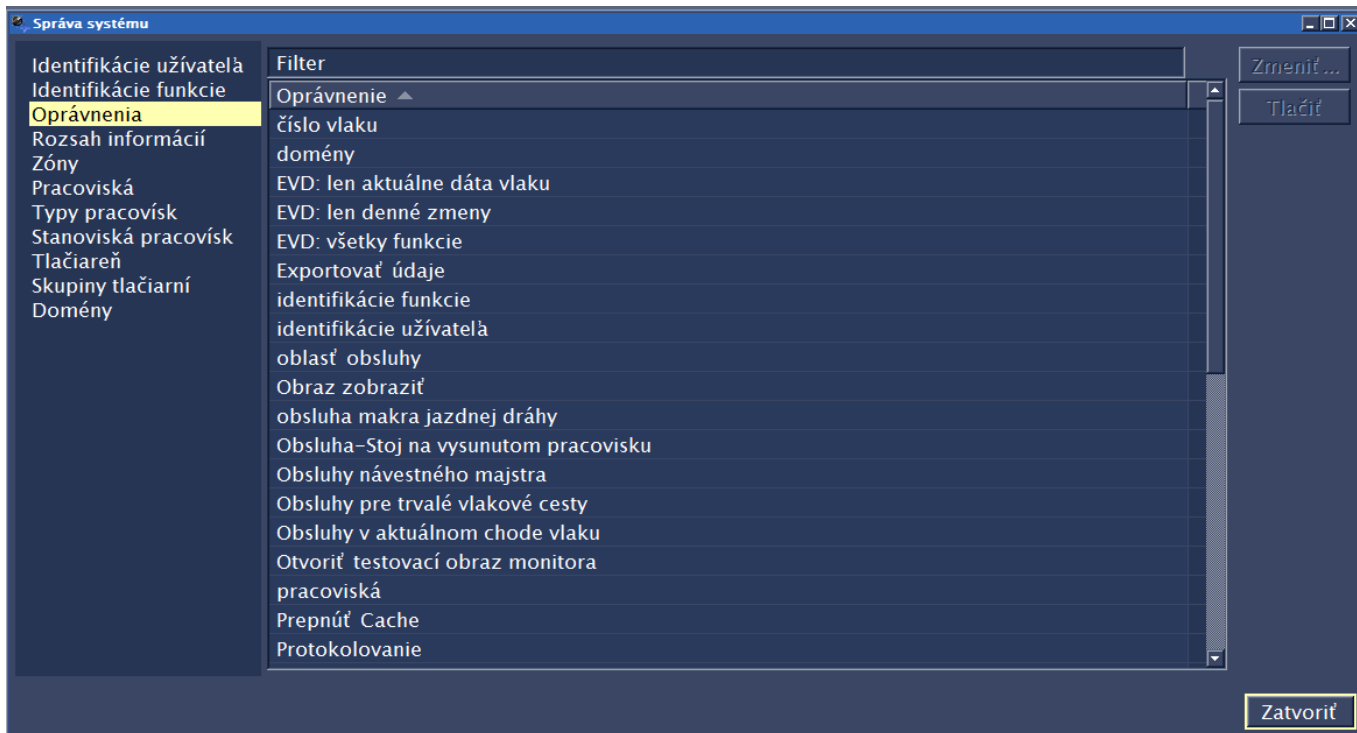 Správa systému
Identifikácie užívateľa
Identifikácie funkcie
Oprávnenia
Rozsah informácií
Zóny
Pracoviská
Typy pracovísk
Stanoviská pracovísk
Tlačiareň
Skupiny tlačiarní
Domény
Filter
Oprávnenie
číslo vlaku
domény
EVD: len aktuálne dáta vlaku
EVD: len denné zmeny
EVD: všetky funkcie
Exportovať údaje
identifikácie funkcie
identifikácie užívateľa
oblasť obsluhy
Obraz zobraziť
obsluha makra jazdnej dráhy
Obsluha-Stoj na vysunutom pracovisku
Obsluhy návestného majstra
Obsluhy pre trvalé vlakové cesty
Obsluhy v aktuálnom chode vlaku
Otvoriť testovací obraz monitora
pracoviská
Prepnúť Cache
Protokolovanie
Zmeniť ...
Tlačiť
Zatvoriť